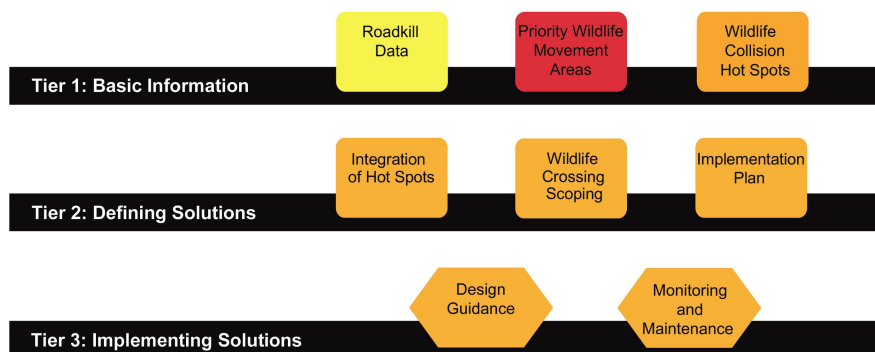 Roadkill
Data
Priority Wildlife
Movement
Areas
Wildlife
Collision
Hot Spots
Tier 1: Basic Information
Integration
of Hot Spots
Wildlife
Crossing
Scoping
Implementation
Plan
Tier 2: Defining Solutions
Design
Guidance
Monitoring
and
Maintenance
Tier 3: Implementing Solutions